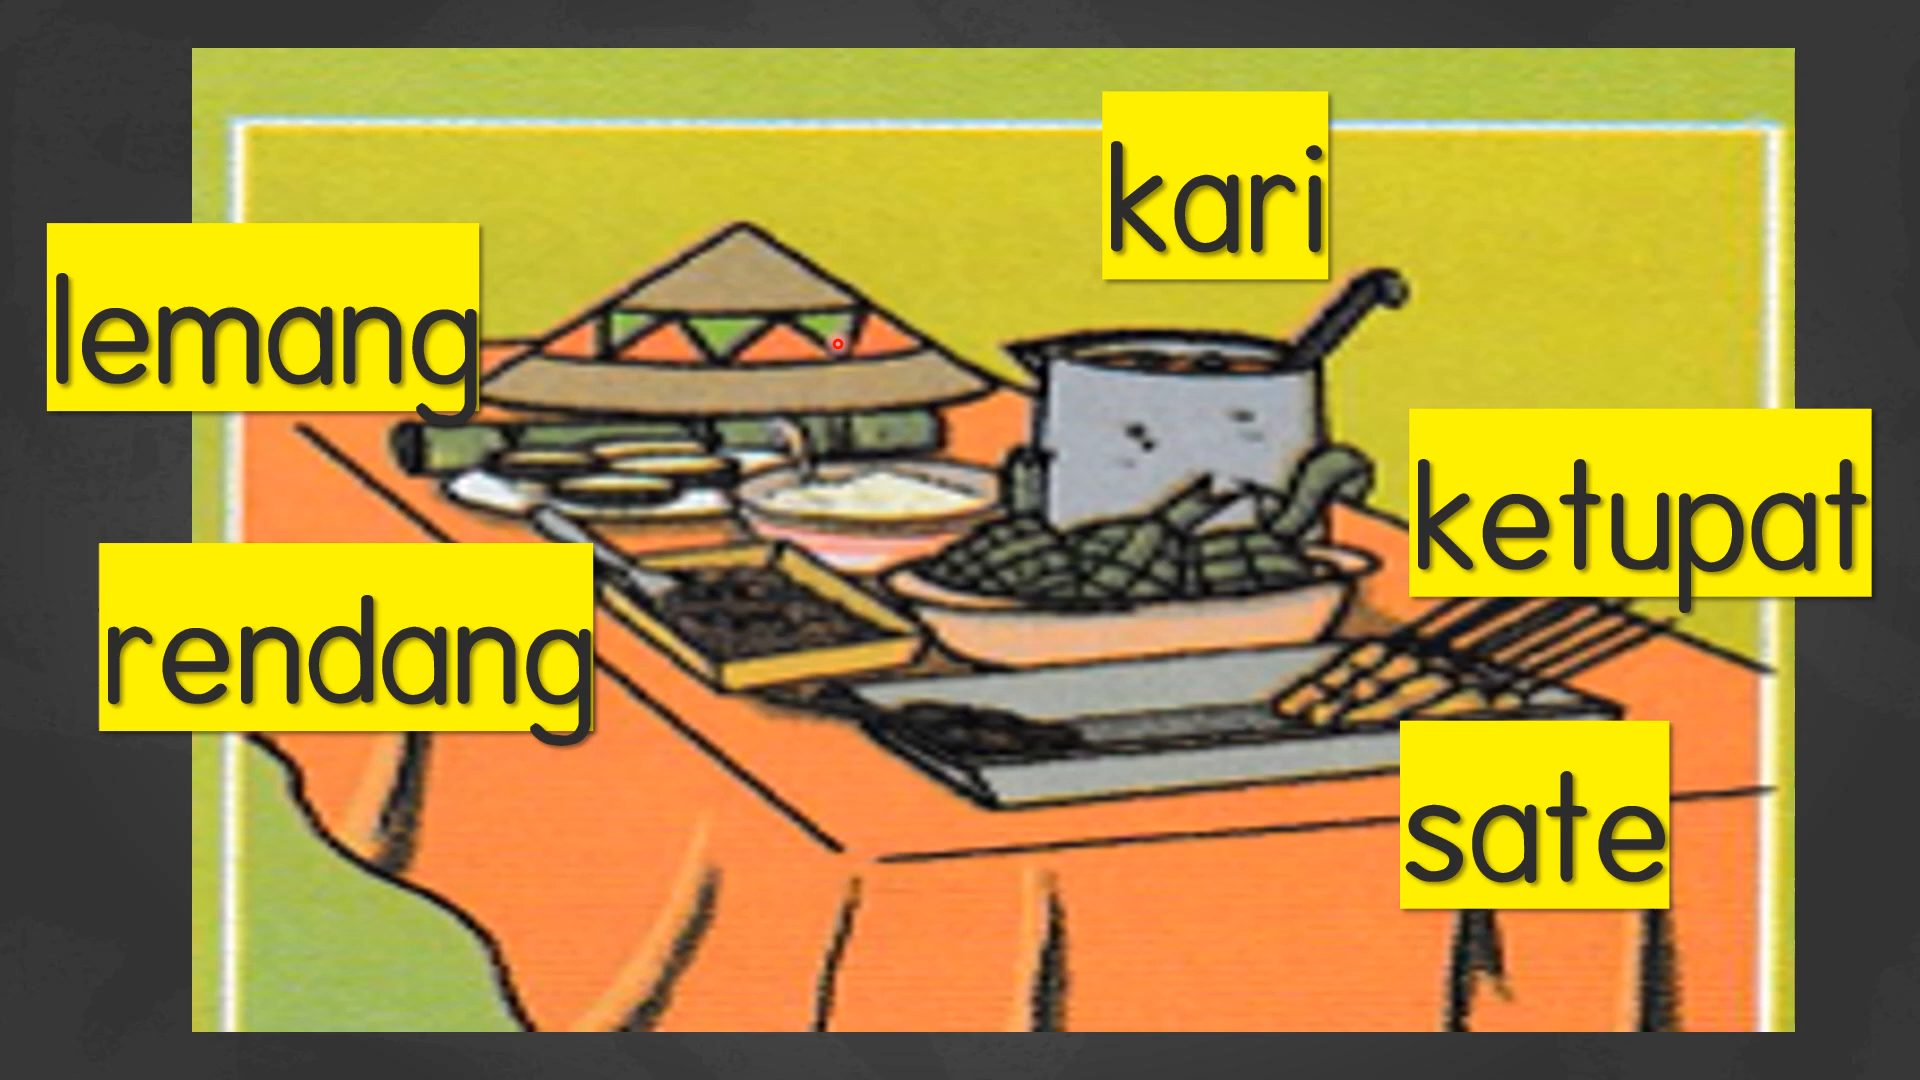 kari
lemang
ketupat
rendang
sate